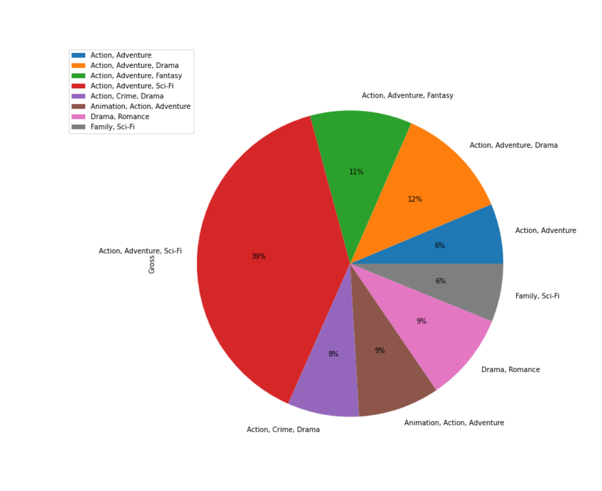 Action, Adventure
Action, Adventure, Drama
Action, Adventure, Fantasy
Action, Adventure, Sci-Fi
Action, Crime, Drama
Animation, Action, Adventure
Drama, Romance
Family, Sci-Fi
Action, Adventure, Fantasy
Action, Adventure, Drama
11%
12%
Action, Adventure
6%
Action, Adventure, Sci-Fi
Gross
39%
6%
Family, Sci-Fi
9%
8%
9%
Drama, Romance
Animation, Action, Adventure
Action, Crime, Drama